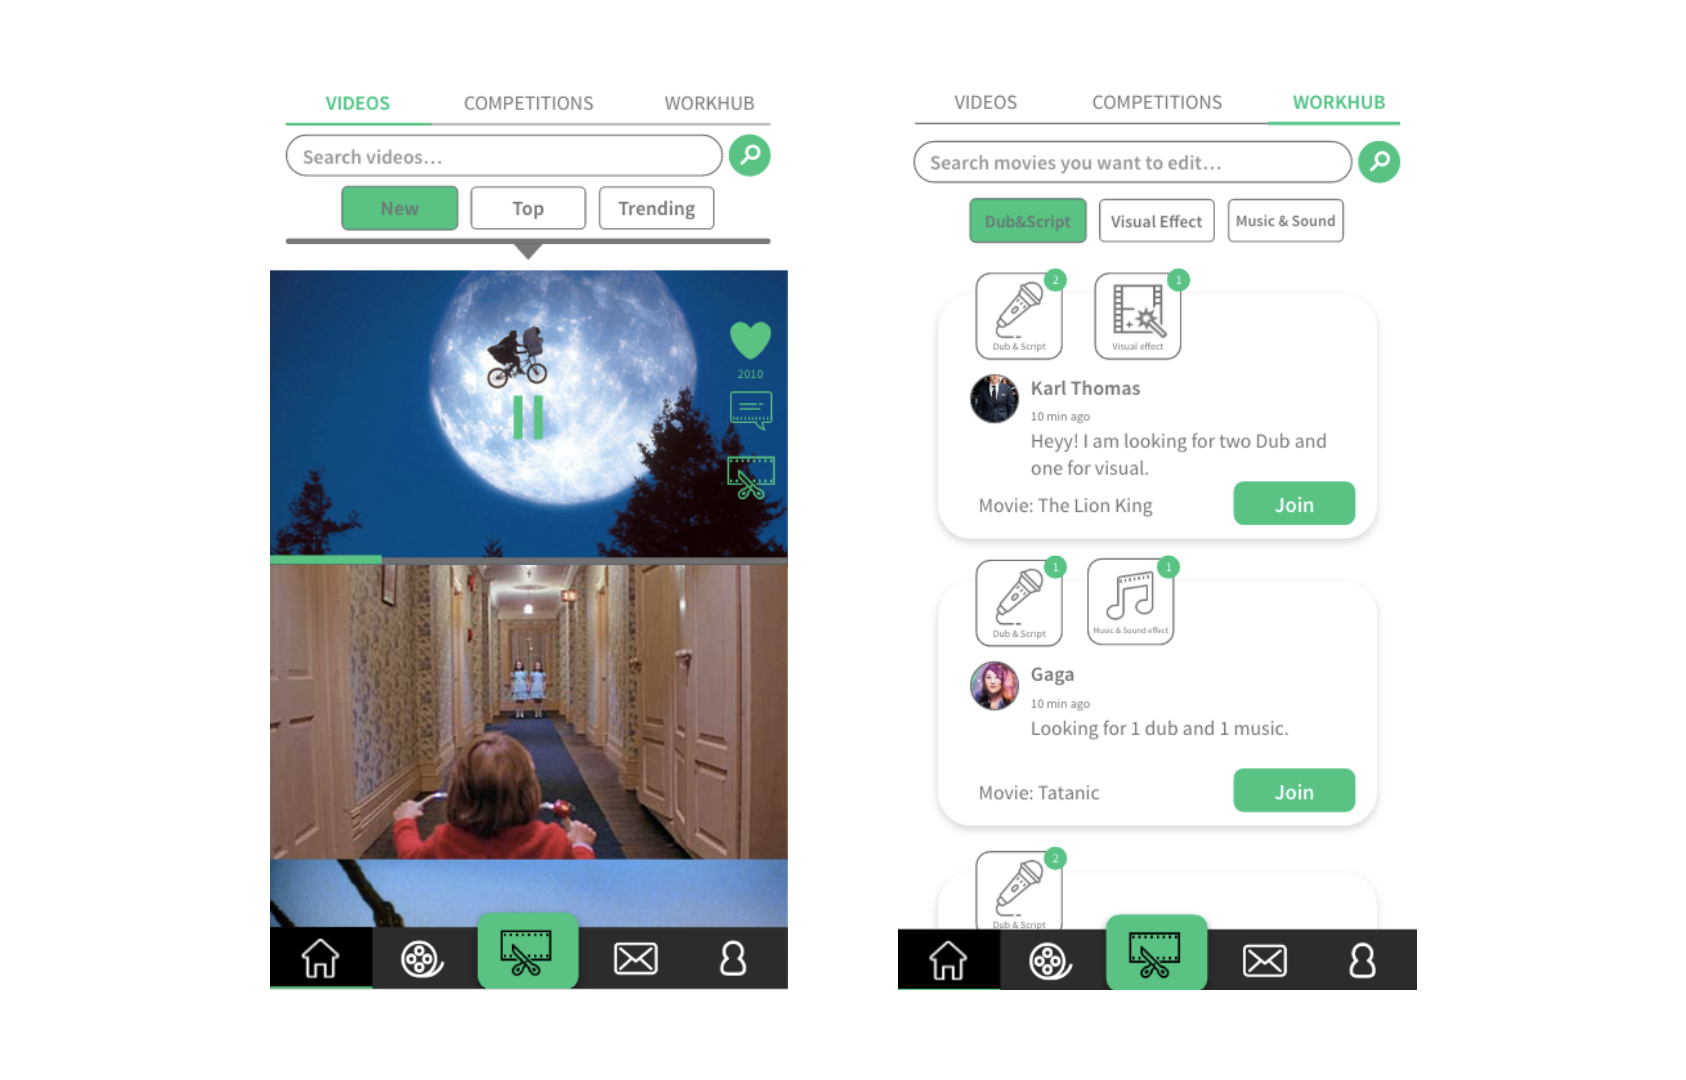 VIDEOS COMPETITIONS WORKHUB
Search videos...
New Top Trending
2010
VIDEOS COMPETITIONS WORKHUB
Search movies you want to edit...
Dub&Script Visual Effect Music & Sound
2 1
Dub & Script Visual effect
Karl Thomas
10 min ago
Heyy! I am looking for two Dub and
one for visual.
Movie: The Lion King Join
1 1
Dub & Script Music & Sound effect
Gaga
10 min ago
Looking for 1 dub and 1 music.
Movie: Tatanic Join
2
Dub & Script